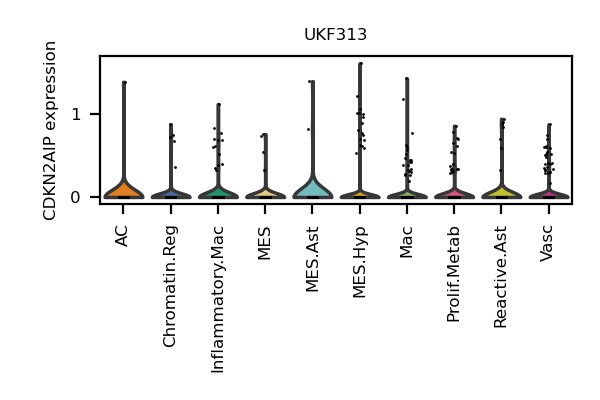 UKF313
CDKN2AIP expression
1
0
AC
Chromatin.Reg
Inflammatory.Mac
MES
MES.Ast
MES.Hyp
Mac
Prolif.Metab
Reactive.Ast
Vasc